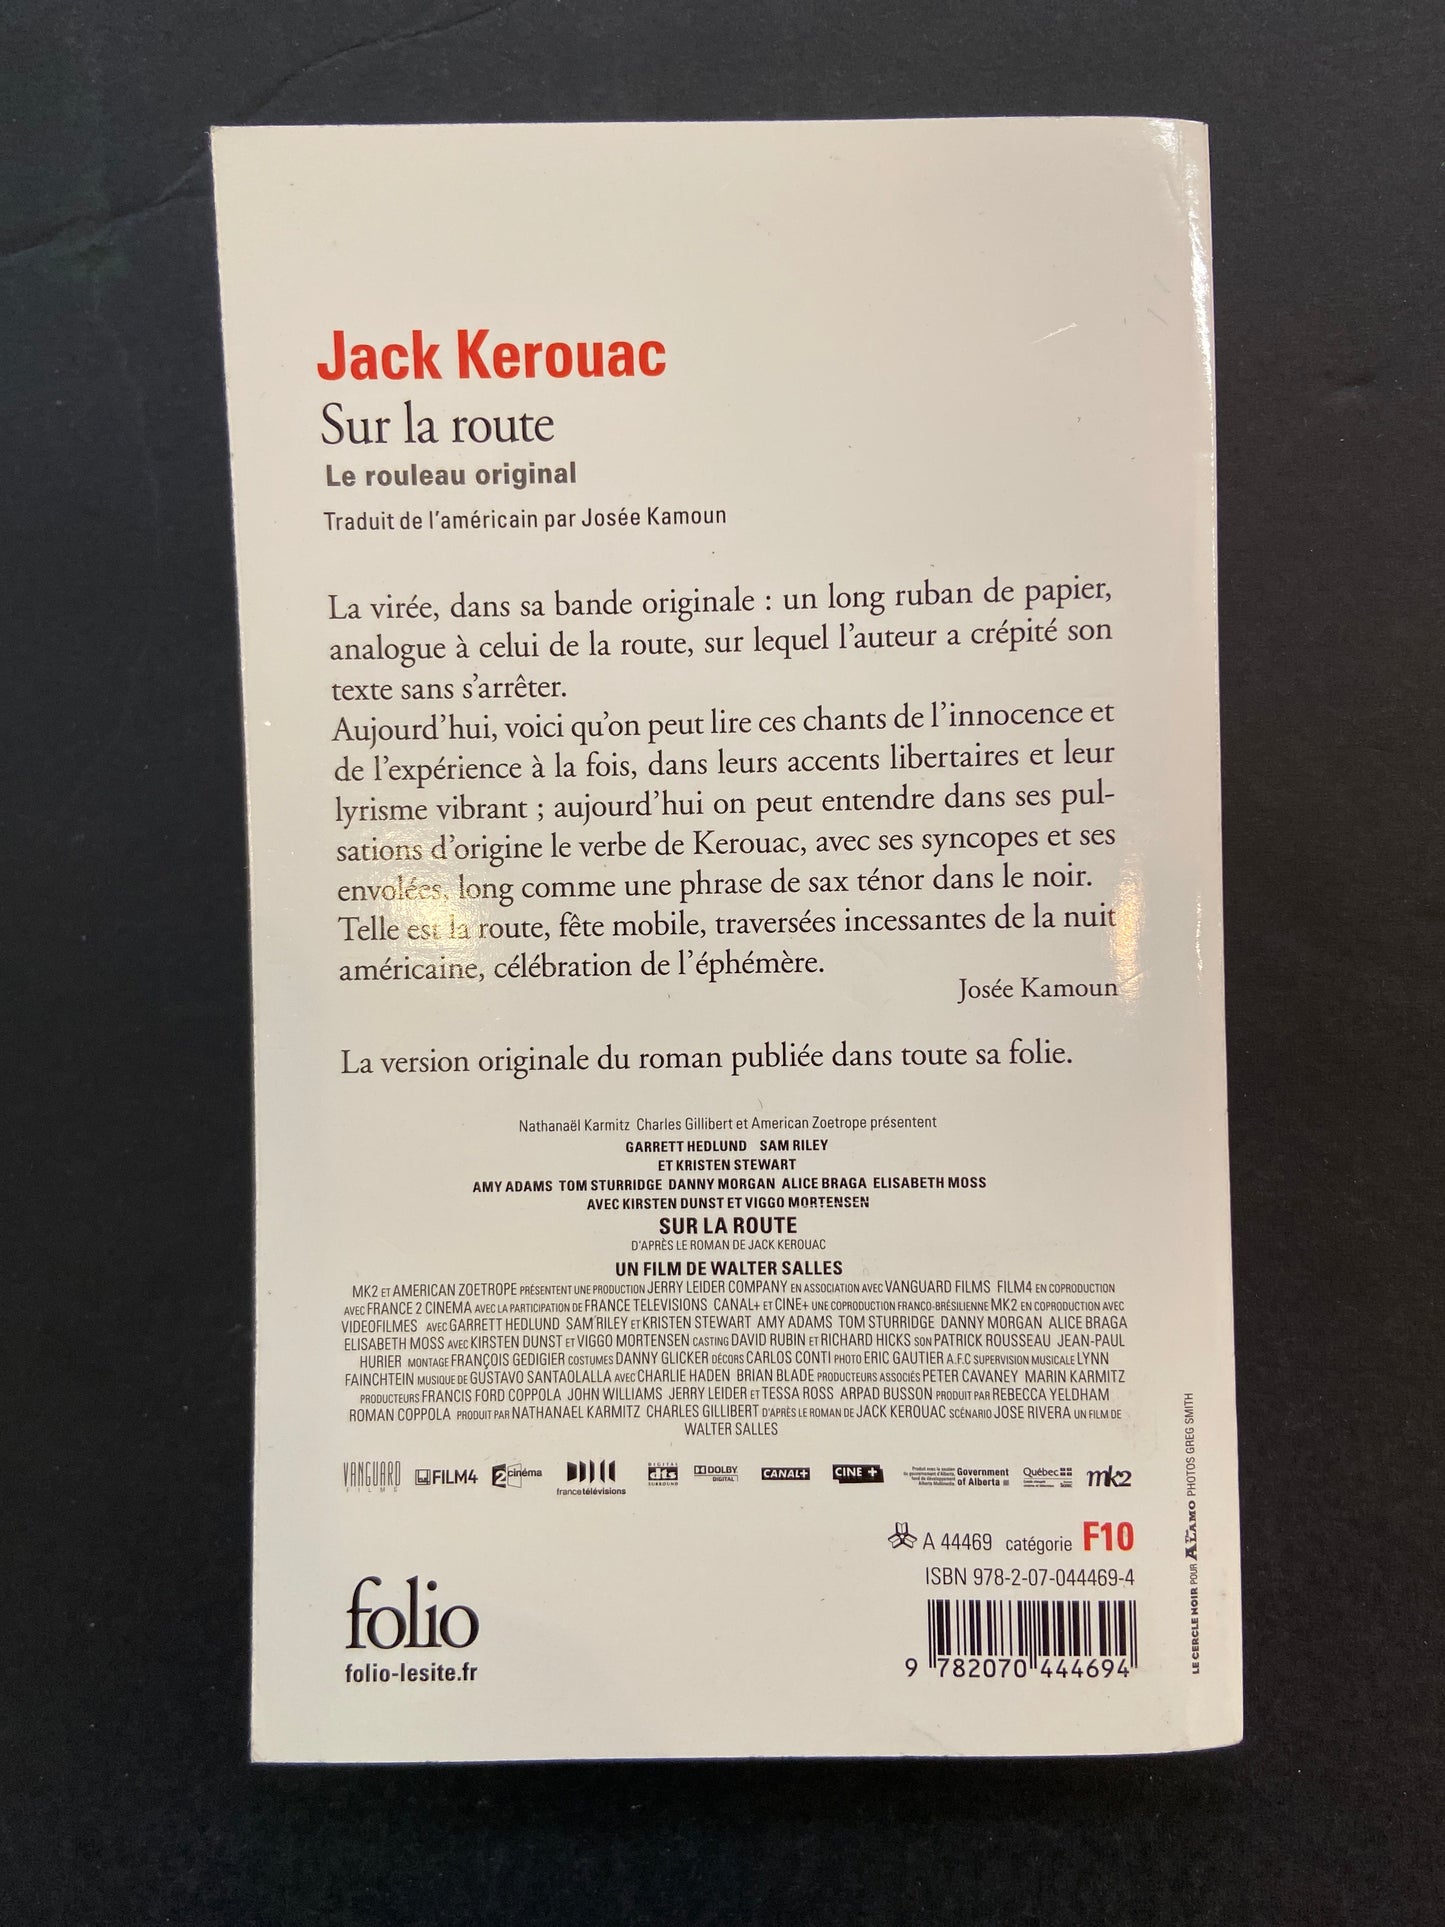 Jack Kerouac
Sur la route
Le rouleau original
Traduit de l'américain par Josée Kamoun
La virée, dans sa bande originale : un long ruban de papier,
analogue à celui de la route, sur lequel l'auteur a crépité son
texte sans s'arrêter.
Aujourd'hui, voici qu'on peut lire ces chants de l'innocence et
de l'expérience à la fois, dans leurs accents libertaires et leur
lyrisme vibrant ; aujourd'hui on peut entendre dans ses pul-
sations d'origine le verbe de Kerouac, avec ses syncopes et ses
envolées, long comme une phrase de sax ténor dans le noir.
Telle est la route, fête mobile, traversées incessantes de la nuit
américaine, célébration de l'éphémère.
Josée Kamoun
La version originale du roman publiée dans toute sa folie.
Nathanaël Karmitz Charles Gillibert et American Zoetrope présentent
GARRETT HEDLUND SAM RILEY
ET KRISTEN STEWART
AMY ADAMS TOM STURRIDGE DANNY MORGAN ALICE BRAGA ELISABETH MOSS
AVEC KIRSTEN DUNST ET VIGGO MORTENSEN
SUR LA ROUTE
D'APRÈS LE ROMAN DE JACK KEROUAC
UN FILM DE WALTER SALLES
MK2 ET AMERICAN ZOETROPE PRÉSENTENT UNE PRODUCTION JERRY LEIDER COMPANY EN ASSOCIATION AVEC VANGUARD FILMS FILM4 EN COPRODUCTION
AVEC FRANCE 2 CINEMA AVEC LA PARTICIPATION DE FRANCE TELEVISIONS CANAL+ ET CINE+ UNE COPRODUCTION FRANCO-BRÉSILIENNE MK2 EN COPRODUCTION AVEC
VIDEOFILMES AVEC GARRETT HEDLUND SAM RILEY ET KRISTEN STEWART AMY ADAMS TOM STURRIDGE DANNY MORGAN ALICE BRAGA
ELISABETH MOSS AVEC KIRSTEN DUNST ET VIGGO MORTENSEN CASTING DAVID RUBIN ET RICHARD HICKS SON PATRICK ROUSSEAU JEAN-PAUL
HURIER MONTAGE FRANÇOIS GEDIGIER COSTUMES DANNY GLICKER DÉCORS CARLOS CONTI PHOTO ERIC GAUTIER A.F.C SUPERVISION MUSICALE LYNN
FAINCHTEIN MUSIQUE DE GUSTAVO SANTAOLALLA AVEC CHARLIE HADEN BRIAN BLADE PRODUCTEURS ASSOCIÉS PETER CAVANEY MARIN KARMITZ
PRODUCTEURS FRANCIS FORD COPPOLA JOHN WILLIAMS JERRY LEIDER ET TESSA ROSS ARPAD BUSSON PRODUIT PAR REBECCA YELDHAM
ROMAN COPPOLA PRODUIT PAR NATHANAEL KARMITZ CHARLES GILLIBERT D'APRÈS LE ROMAN DE JACK KEROUAC SCÉNARIO JOSE RIVERA UN FILM DE
WALTER SALLES
VANGUARD FILMS FILM4 2 cinéma francetélévisions DIGITAL dts SURROUND DOLBY DIGITAL CANAL+ CINE + Government of Alberta Québec mk2
A 44469 catégorie F10
ISBN 978-2-07-044469-4
folio
folio-lesite.fr
9 782070 444694
LE CERCLE NOIR POUR ALAMO PHOTOS GREG SMITH